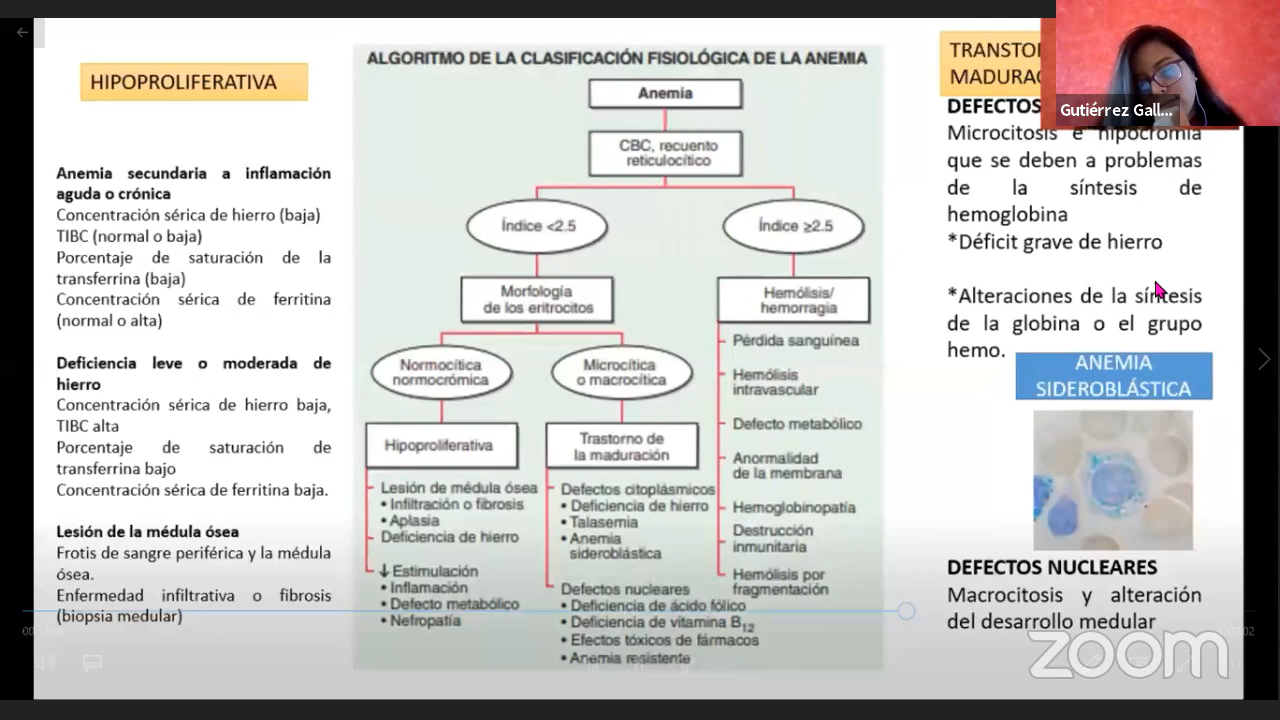 HIPOPROLIFERATIVA
Anemia secundaria a inflamación
aguda o crónica
Concentración sérica de hierro (baja)
TIBC (normal o baja)
Porcentaje de saturación de la
transferrina (baja)
Concentración sérica de ferritina
(normal o alta)
Deficiencia leve o moderada de
hierro
Concentración sérica de hierro baja,
TIBC alta
Porcentaje de saturación de
transferrina bajo
Concentración sérica de ferritina baja.
Lesión de la médula ósea
Frotis de sangre periférica y la médula
ósea.
Enfermedad infiltrativa o fibrosis
(biopsia medular)
ALGORITMO DE LA CLASIFICACIÓN FISIOLÓGICA DE LA ANEMIA
Anemia
CBC, recuento
reticulocítico
Índice <2.5
Índice ≥2.5
Morfología
de los eritrocitos
Hemólisis/
hemorragia
Normocítica
normocrómica
Microcítica
o macrocítica
Hipoproliferativa
Trastorno de
la maduración
Lesión de médula ósea
• Infiltración o fibrosis
• Aplasia
Deficiencia de hierro
↓ Estimulación
• Inflamación
• Defecto metabólico
• Nefropatía
Defectos citoplásmicos
• Deficiencia de hierro
• Talasemia
• Anemia
sideroblástica
Defectos nucleares
• Deficiencia de ácido fólico
• Deficiencia de vitamina B12
• Efectos tóxicos de fármacos
• Anemia resistente
Pérdida sanguínea
Hemólisis
intravascular
Defecto metabólico
Anormalidad
de la membrana
Hemoglobinopatía
Destrucción
inmunitaria
Hemólisis por
fragmentación
DEFECTOS
Microcitosis e hipocromía
que se deben a problemas
de la síntesis de
hemoglobina
*Déficit grave de hierro
*Alteraciones de la síntesis
de la globina o el grupo
hemo.
ANEMIA
SIDEROBLÁSTICA
DEFECTOS NUCLEARES
Macrocitosis y alteración
del desarrollo medular
Gutiérrez Gall...
zoom